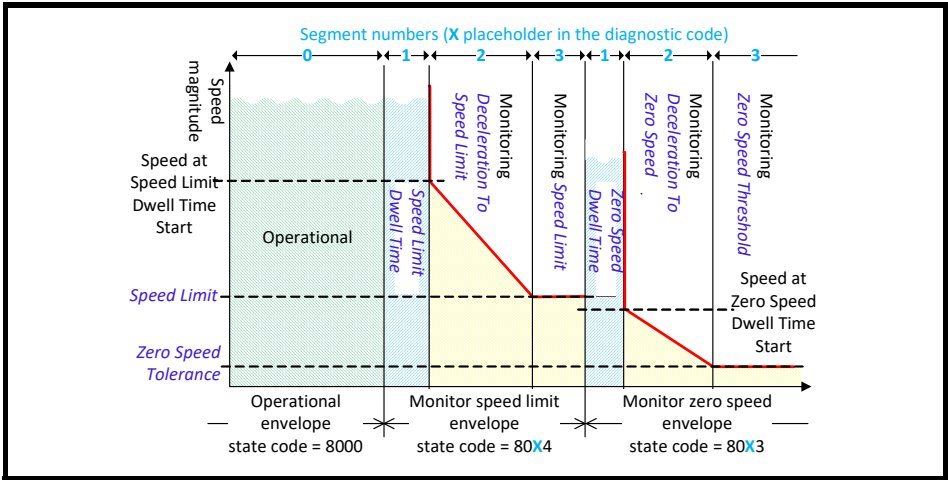 Segment numbers (X placeholder in the diagnostic code)
0 1 2 3 1 2 3
Speed
magnitude
Speed at
Speed Limit
Dwell Time
Start
Speed Limit
Zero Speed
Tolerance
Operational
Speed Limit
Dwell Time
Monitoring
Deceleration To
Speed Limit
Monitoring Speed Limit
Zero Speed
Dwell Time
Monitoring
Deceleration To
Zero Speed
Monitoring
Zero Speed Threshold
Speed at
Zero Speed
Dwell Time
Start
Operational
envelope
state code = 8000
Monitor speed limit
envelope
state code = 80X4
Monitor zero speed
envelope
state code = 80X3